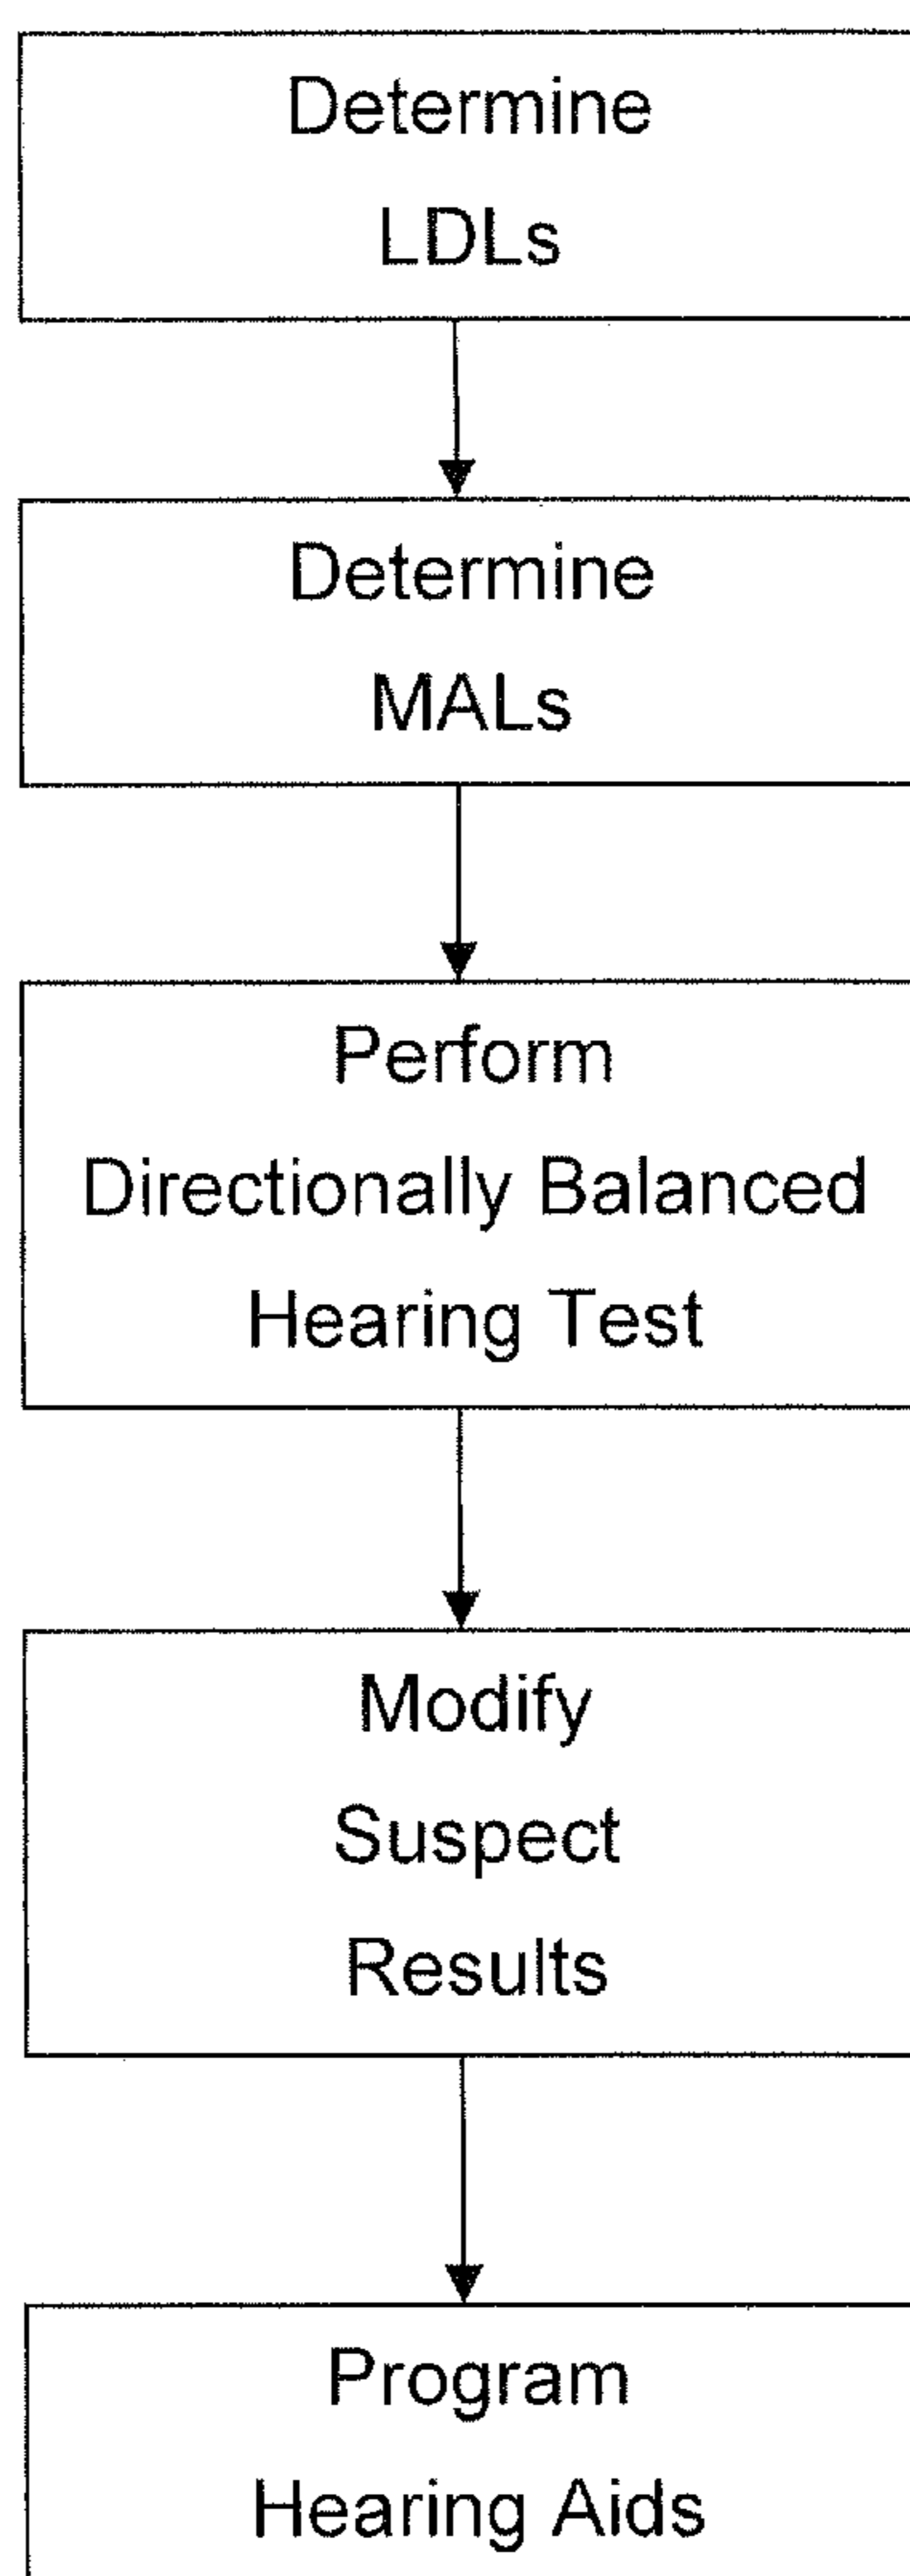 Determine
LDLs
Determine
MALs
Perform
Directionally Balanced
Hearing Test
Modify
Suspect
Results
Program
Hearing Aids